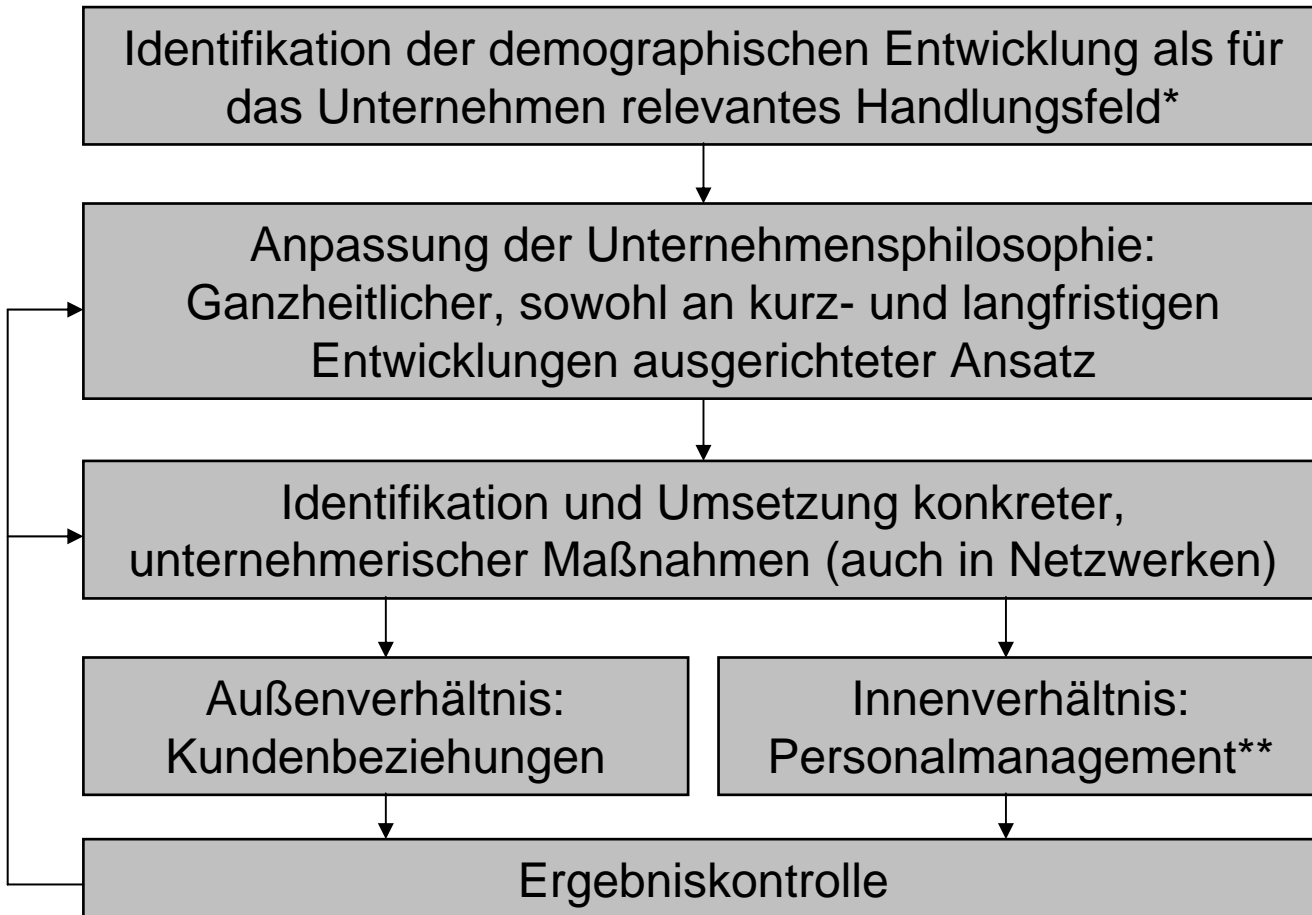 Identifikation der demographischen Entwicklung als für
das Unternehmen relevantes Handlungsfeld*
Anpassung der Unternehmensphilosophie:
Ganzheitlicher, sowohl an kurz- und langfristigen
Entwicklungen ausgerichteter Ansatz
Identifikation und Umsetzung konkreter,
unternehmerischer Maßnahmen (auch in Netzwerken)
Außenverhältnis:
Kundenbeziehungen
Innenverhältnis:
Personalmanagement**
Ergebniskontrolle